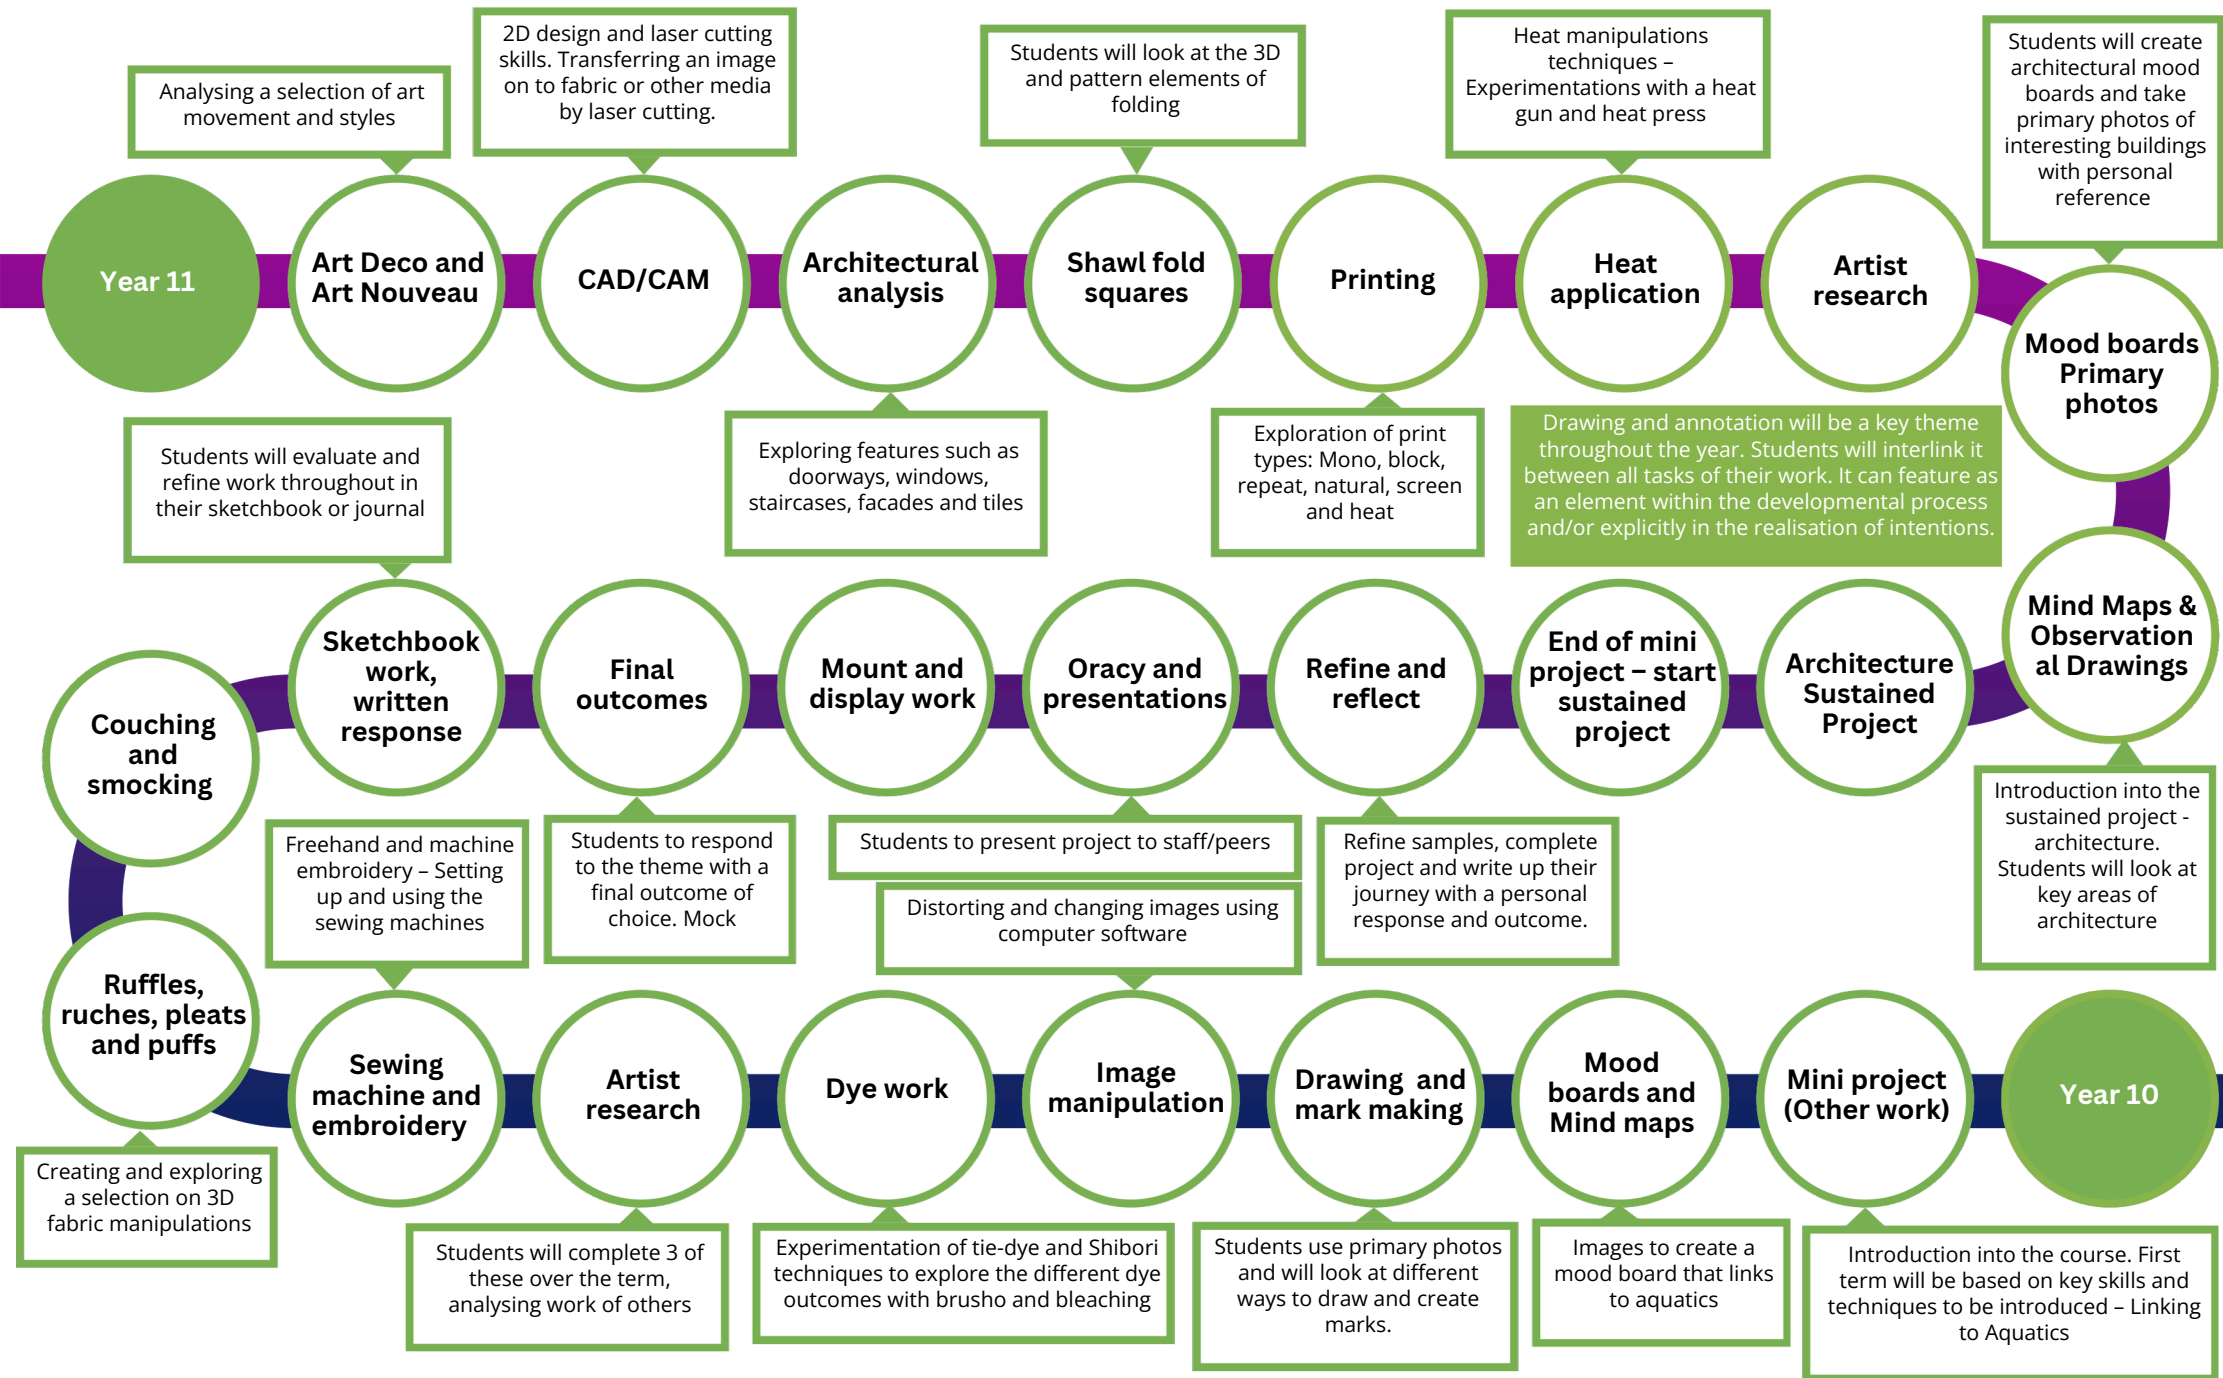 2D design and laser cutting
skills. Transferring an image
on to fabric or other media
by laser cutting.
Analysing a selection of art
movement and styles
Students will look at the 3D
and pattern elements of
folding
Heat manipulations
techniques –
Experimentations with a heat
gun and heat press
Students will create
architectural mood
boards and take
primary photos of
interesting buildings
with personal
reference
Year 11
Art Deco and
Art Nouveau
CAD/CAM
Architectural
analysis
Shawl fold
squares
Printing
Heat
application
Artist
research
Mood boards
Primary
photos
Students will evaluate and
refine work throughout in
their sketchbook or journal
Exploring features such as
doorways, windows,
staircases, facades and tiles
Exploration of print
types: Mono, block,
repeat, natural, screen
and heat
Drawing and annotation will be a key theme
throughout the year. Students will interlink it
between all tasks of their work. It can feature as
an element within the developmental process
and/or explicitly in the realisation of intentions.
Couching
and
smocking
Sketchbook
work,
written
response
Final
outcomes
Mount and
display work
Oracy and
presentations
Refine and
reflect
End of mini
project – start
sustained
project
Architecture
Sustained
Project
Mind Maps &
Observation
al Drawings
Freehand and machine
embroidery – Setting
up and using the
sewing machines
Students to respond
to the theme with a
final outcome of
choice. Mock
Students to present project to staff/peers
Distorting and changing images using
computer software
Refine samples, complete
project and write up their
journey with a personal
response and outcome.
Introduction into the
sustained project -
architecture.
Students will look at
key areas of
architecture
Ruffles,
ruches, pleats
and puffs
Sewing
machine and
embroidery
Artist
research
Dye work
Image
manipulation
Drawing  and
mark making
Mood
boards and
Mind maps
Mini project
(Other work)
Year 10
Creating and exploring
a selection on 3D
fabric manipulations
Students will complete 3 of
these over the term,
analysing work of others
Experimentation of tie-dye and Shibori
techniques to explore the different dye
outcomes with brusho and bleaching
Students use primary photos
and will look at different
ways to draw and create
marks.
Images to create a
mood board that links
to aquatics
Introduction into the course. First
term will be based on key skills and
techniques to be introduced – Linking
to Aquatics